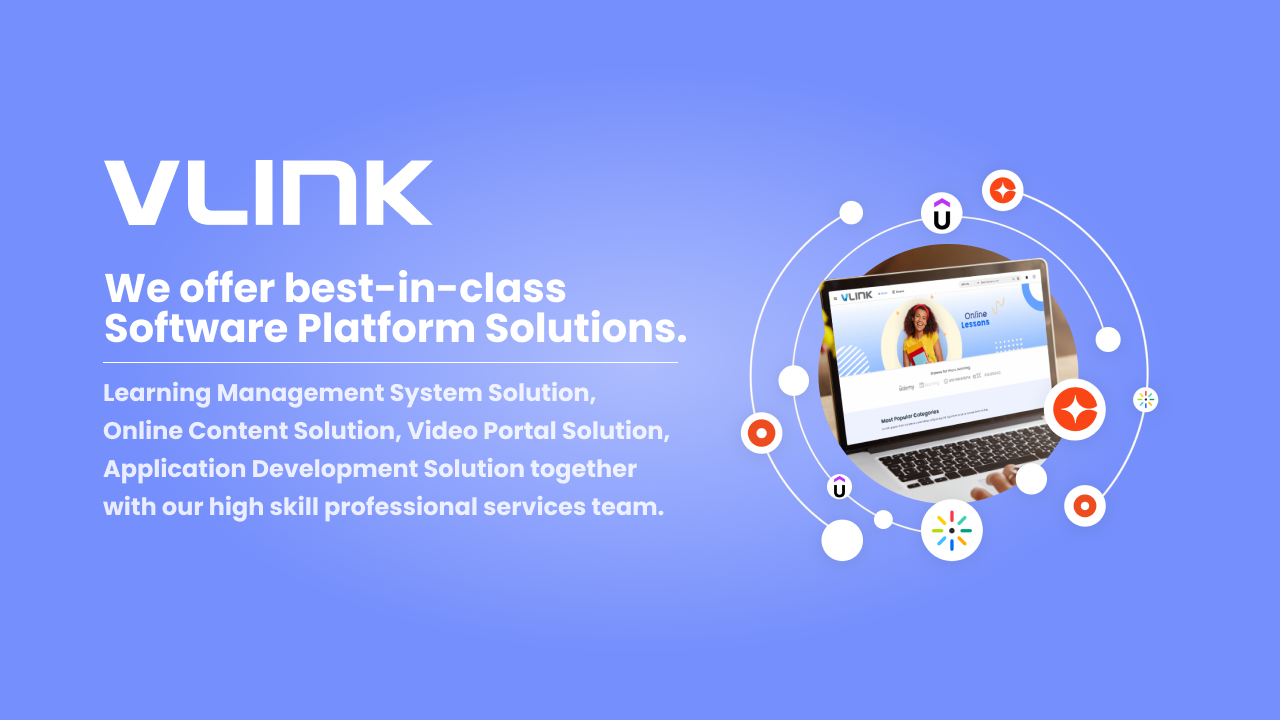 VLINK
We offer best-in-class
Software Platform Solutions.
Learning Management System Solution,
Online Content Solution, Video Portal Solution,
Application Development Solution together
with our high skill professional services team.
VLINK
Online
Lessons
udemy
Most Popular Categories